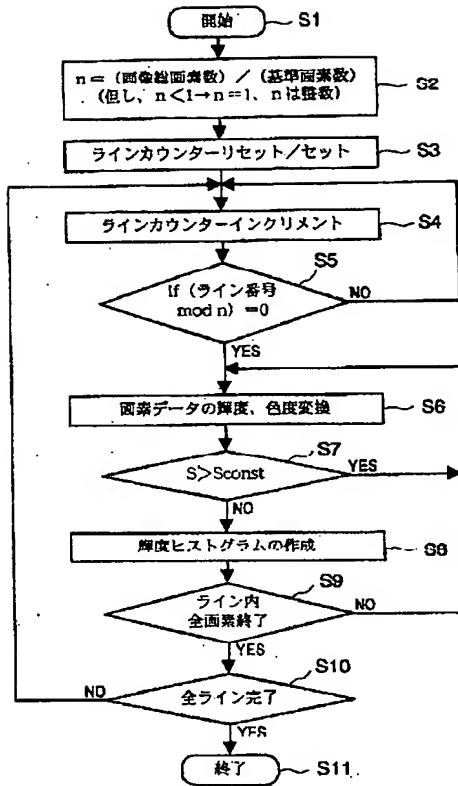 開始 S1
n=(画像総画素数)/(基準画素数)
(但し、n<1→n=1、nは整数) S2
ラインカウンターリセット/セット S3
ラインカウンターインクリメント S4
S5
If (ライン番号
mod n) =0
NO
YES
画素データの輝度、色度変換 S6
S7
S>Sconst
YES
NO
輝度ヒストグラムの作成 S8
S9
ライン内
全画素終了
NO
YES
S10
NO
全ライン完了
YES
終了 S11